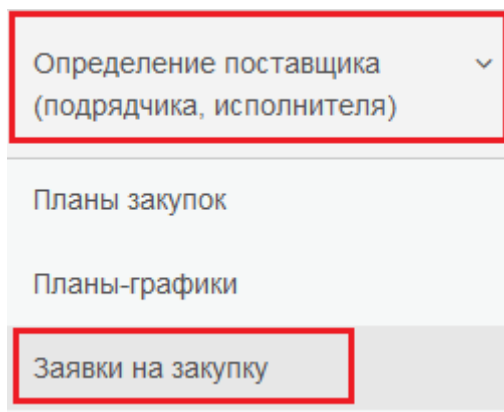 Определение поставщика
(подрядчика, исполнителя)
Планы закупок
Планы-графики
Заявки на закупку